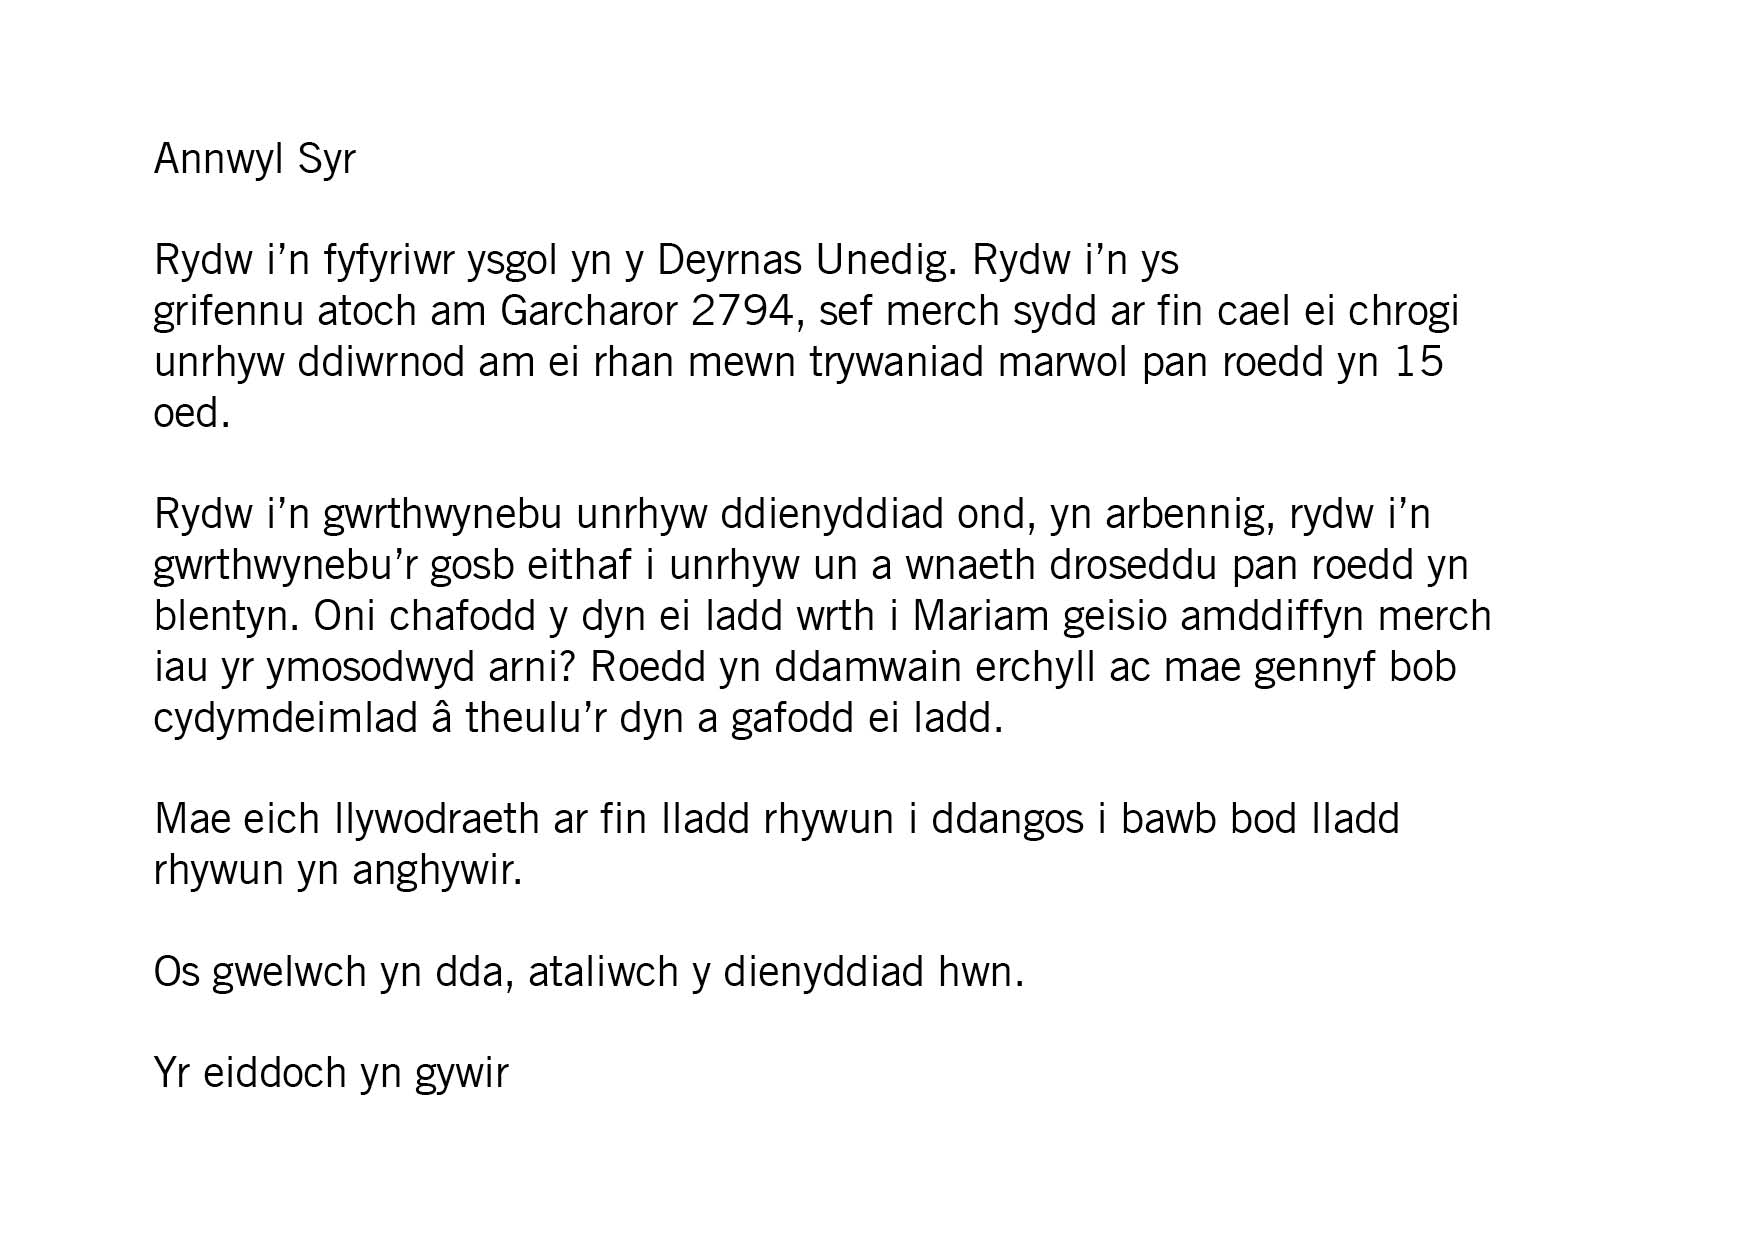 Annwyl Syr
Rydw i’n fyfyriwr ysgol yn y Deyrnas Unedig. Rydw i’n ys
grifennu atoch am Garcharor 2794, sef merch sydd ar fin cael ei chrogi
unrhyw ddiwrnod am ei rhan mewn trywaniad marwol pan roedd yn 15
oed.
Rydw i’n gwrthwynebu unrhyw ddienyddiad ond, yn arbennig, rydw i’n
gwrthwynebu’r gosb eithaf i unrhyw un a wnaeth droseddu pan roedd yn
blentyn. Oni chafodd y dyn ei ladd wrth i Mariam geisio amddiffyn merch
iau yr ymosodwyd arni? Roedd yn ddamwain erchyll ac mae gennyf bob
cydymdeimlad â theulu’r dyn a gafodd ei ladd.
Mae eich llywodraeth ar fin lladd rhywun i ddangos i bawb bod lladd
rhywun yn anghywir.
Os gwelwch yn dda, ataliwch y dienyddiad hwn.
Yr eiddoch yn gywir